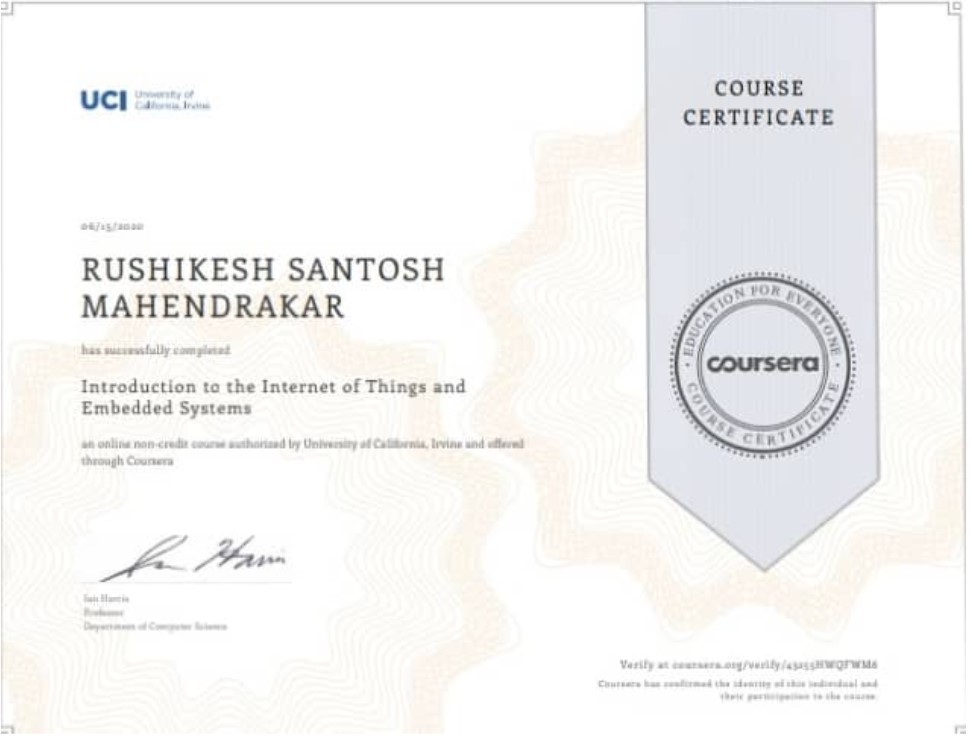 UCI University of
California, Irvine
COURSE
CERTIFICATE
06/15/2020
RUSHIKESH SANTOSH
MAHENDRAKAR
has successfully completed
Introduction to the Internet of Things and
Embedded Systems
an online non-credit course authorized by University of California, Irvine and offered
through Coursera
EDUCATION FOR EVERYONE
coursera
COURSE CERTIFICATE
Ian Harris
Ian Harris
Professor
Department of Computer Science
Verify at coursera.org/verify/43255HWQFWM6
Coursera has confirmed the identity of this individual and
their participation in the course.